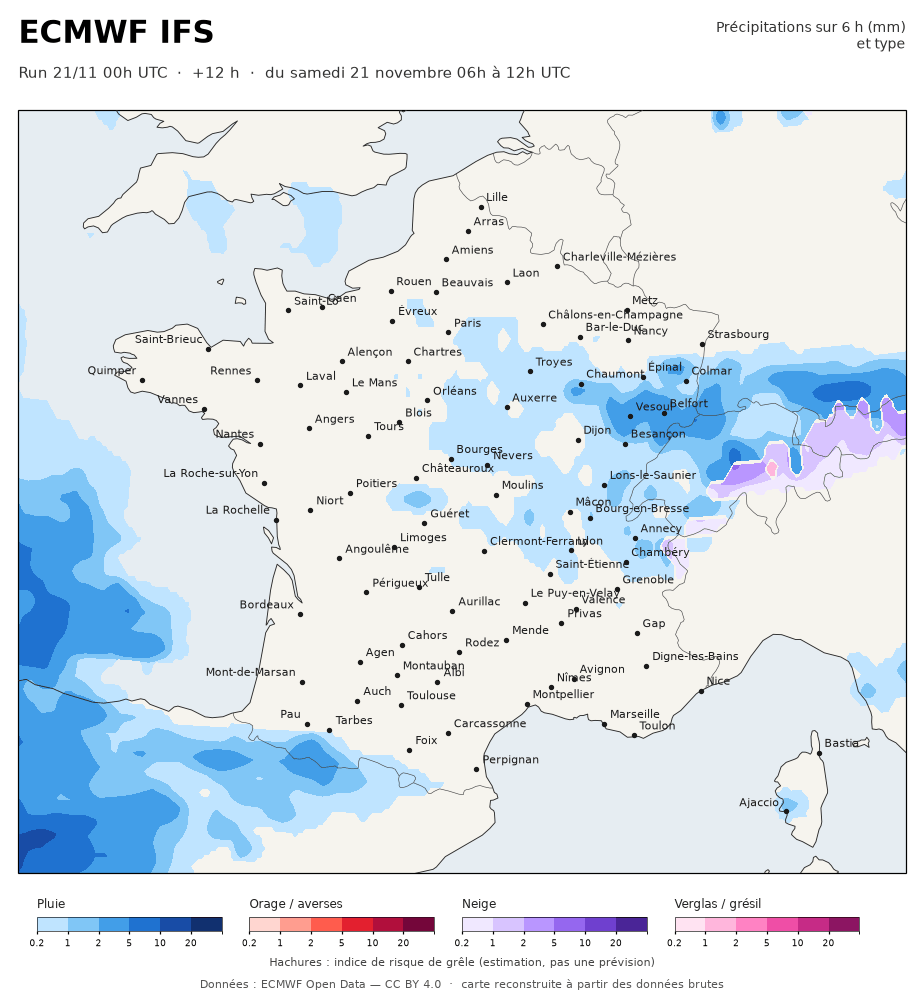 ECMWF IFS
Précipitations sur 6 h (mm)
et type
Run 21/11 00h UTC · +12 h · du samedi 21 novembre 06h à 12h UTC
Lille
Arras
Amiens
Charleville-Mézières
Laon
Rouen
Beauvais
Saint-Lô
Caen
Metz
Évreux
Châlons-en-Champagne
Paris
Bar-le-Duc
Nancy
Strasbourg
Saint-Brieuc
Alençon
Chartres
Troyes
Épinal
Quimper
Rennes
Laval
Chaumont
Colmar
Le Mans
Orléans
Vannes
Auxerre
Vesoul
Belfort
Blois
Angers
Tours
Nantes
Dijon
Besançon
Bourges
Nevers
Châteauroux
La Roche-sur-Yon
Lons-le-Saunier
Poitiers
Moulins
Niort
Mâcon
La Rochelle
Guéret
Bourg-en-Bresse
Annecy
Limoges
Clermont-Ferrand
Lyon
Angoulême
Chambéry
Saint-Étienne
Périgueux
Tulle
Grenoble
Le Puy-en-Velay
Valence
Bordeaux
Aurillac
Privas
Gap
Cahors
Rodez
Mende
Agen
Digne-les-Bains
Montauban
Avignon
Mont-de-Marsan
Albi
Nîmes
Nice
Auch
Toulouse
Montpellier
Pau
Tarbes
Carcassonne
Marseille
Toulon
Foix
Bastia
Perpignan
Ajaccio
Pluie
0.2 1 2 5 10 20
Orage / averses
0.2 1 2 5 10 20
Neige
0.2 1 2 5 10 20
Verglas / grésil
0.2 1 2 5 10 20
Hachures : indice de risque de grêle (estimation, pas une prévision)
Données : ECMWF Open Data — CC BY 4.0 · carte reconstruite à partir des données brutes